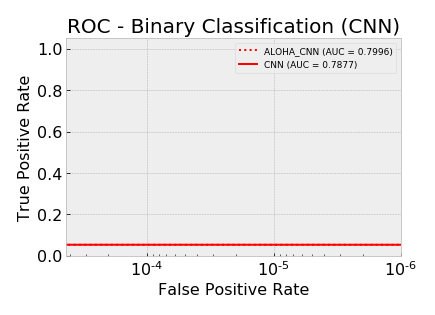 ROC - Binary Classification (CNN)
1.0
0.8
0.6
0.4
0.2
0.0
True Positive Rate
ALOHA_CNN (AUC = 0.7996)
CNN (AUC = 0.7877)
10⁻⁴ 10⁻⁵ 10⁻⁶
False Positive Rate